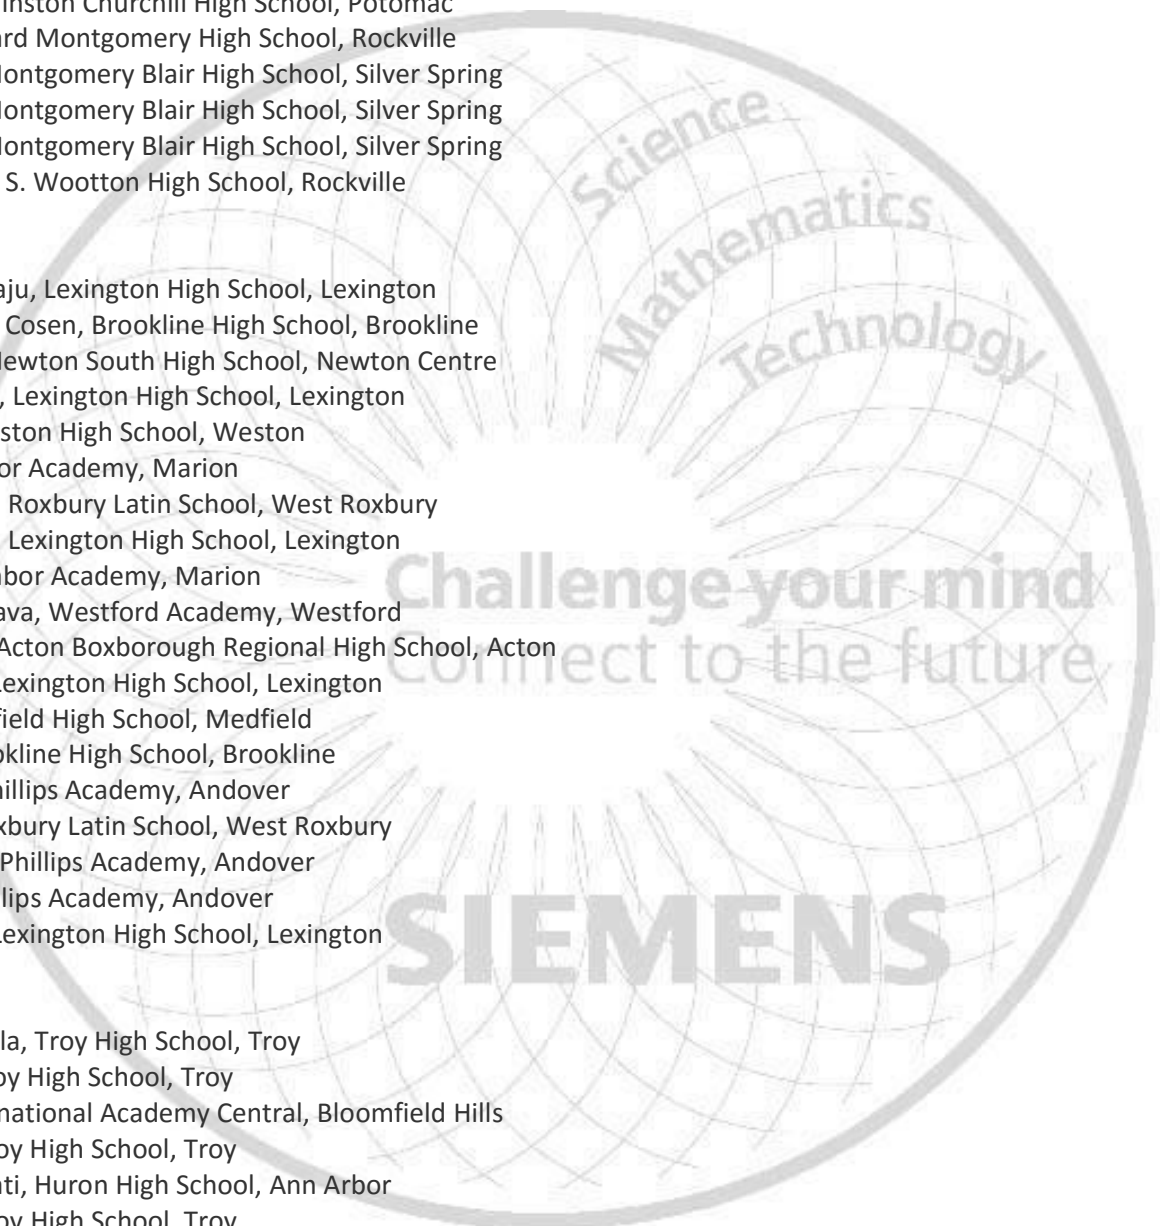 inston Churchill High School, Potomac
ard Montgomery High School, Rockville
Montgomery Blair High School, Silver Spring
Montgomery Blair High School, Silver Spring
Montgomery Blair High School, Silver Spring
S. Wootton High School, Rockville
aju, Lexington High School, Lexington
Cosen, Brookline High School, Brookline
Newton South High School, Newton Centre
, Lexington High School, Lexington
ston High School, Weston
or Academy, Marion
Roxbury Latin School, West Roxbury
Lexington High School, Lexington
abor Academy, Marion
ava, Westford Academy, Westford
Acton Boxborough Regional High School, Acton
Lexington High School, Lexington
field High School, Medfield
okline High School, Brookline
hillips Academy, Andover
xbury Latin School, West Roxbury
Phillips Academy, Andover
lips Academy, Andover
Lexington High School, Lexington
la, Troy High School, Troy
oy High School, Troy
national Academy Central, Bloomfield Hills
oy High School, Troy
ati, Huron High School, Ann Arbor
oy High School, Troy
Science
Mathematics
Technology
Challenge your mind
Connect to the future
SIEMENS